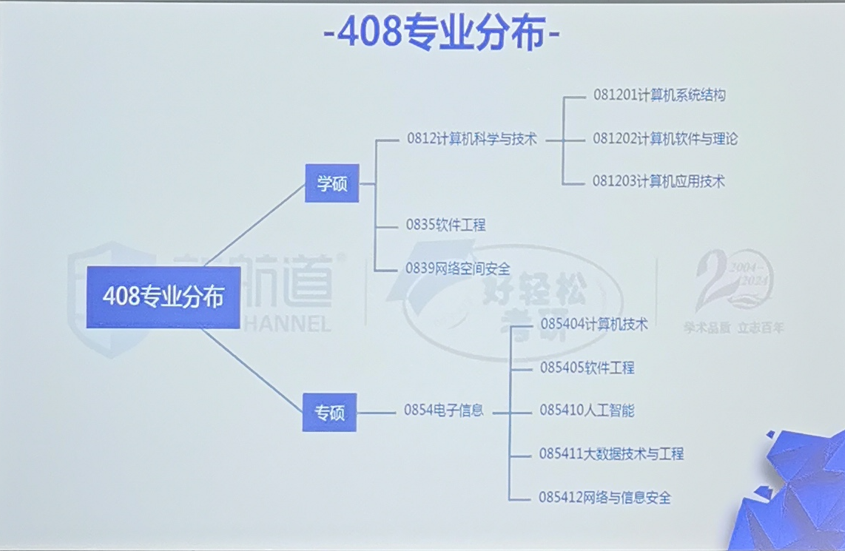 -408专业分布-
081201计算机系统结构
0812计算机科学与技术
081202计算机软件与理论
081203计算机应用技术
学硕
0835软件工程
0839网络空间安全
408专业分布
航道
HANNEL
好轻松
考研
2004-
2024
学术品质 立志百年
085404计算机技术
085405软件工程
专硕
0854电子信息
085410人工智能
085411大数据技术与工程
085412网络与信息安全